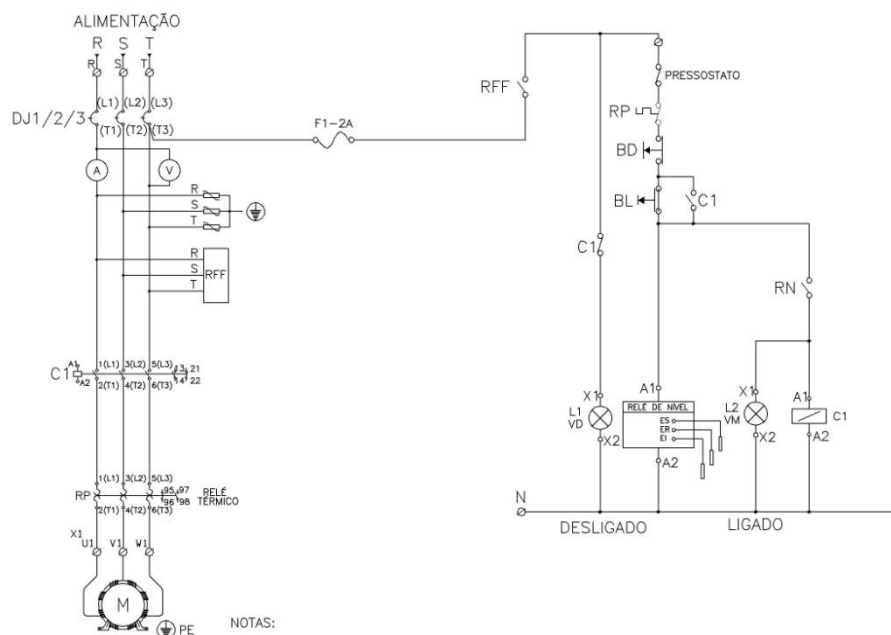 ALIMENTAÇÃO
R S T
R S T
(L1) (L2) (L3)
DJ1/2/3
(T1) (T2) (T3)
F1-2A
A V
R
S
T
R
S RFF
T
C1 A1 1(L1) 3(L2) 5(L3) 13 21
A2 2(T1) 4(T2) 6(T3) 14 22
1(L1) 3(L2) 5(L3) 95 97
RP RELÉ
TÉRMICO
2(T1) 4(T2) 6(T3) 96 98
X1
U1 V1 W1
M
PE
NOTAS:
RFF
PRESSOSTATO
RP
BD
BL C1
C1
RN
X1 A1 X1 A1
L1
VD
X2
RELÉ DE NÍVEL
ES
ER
EI
A2
L2
VM
X2
C1
A2
N
DESLIGADO LIGADO